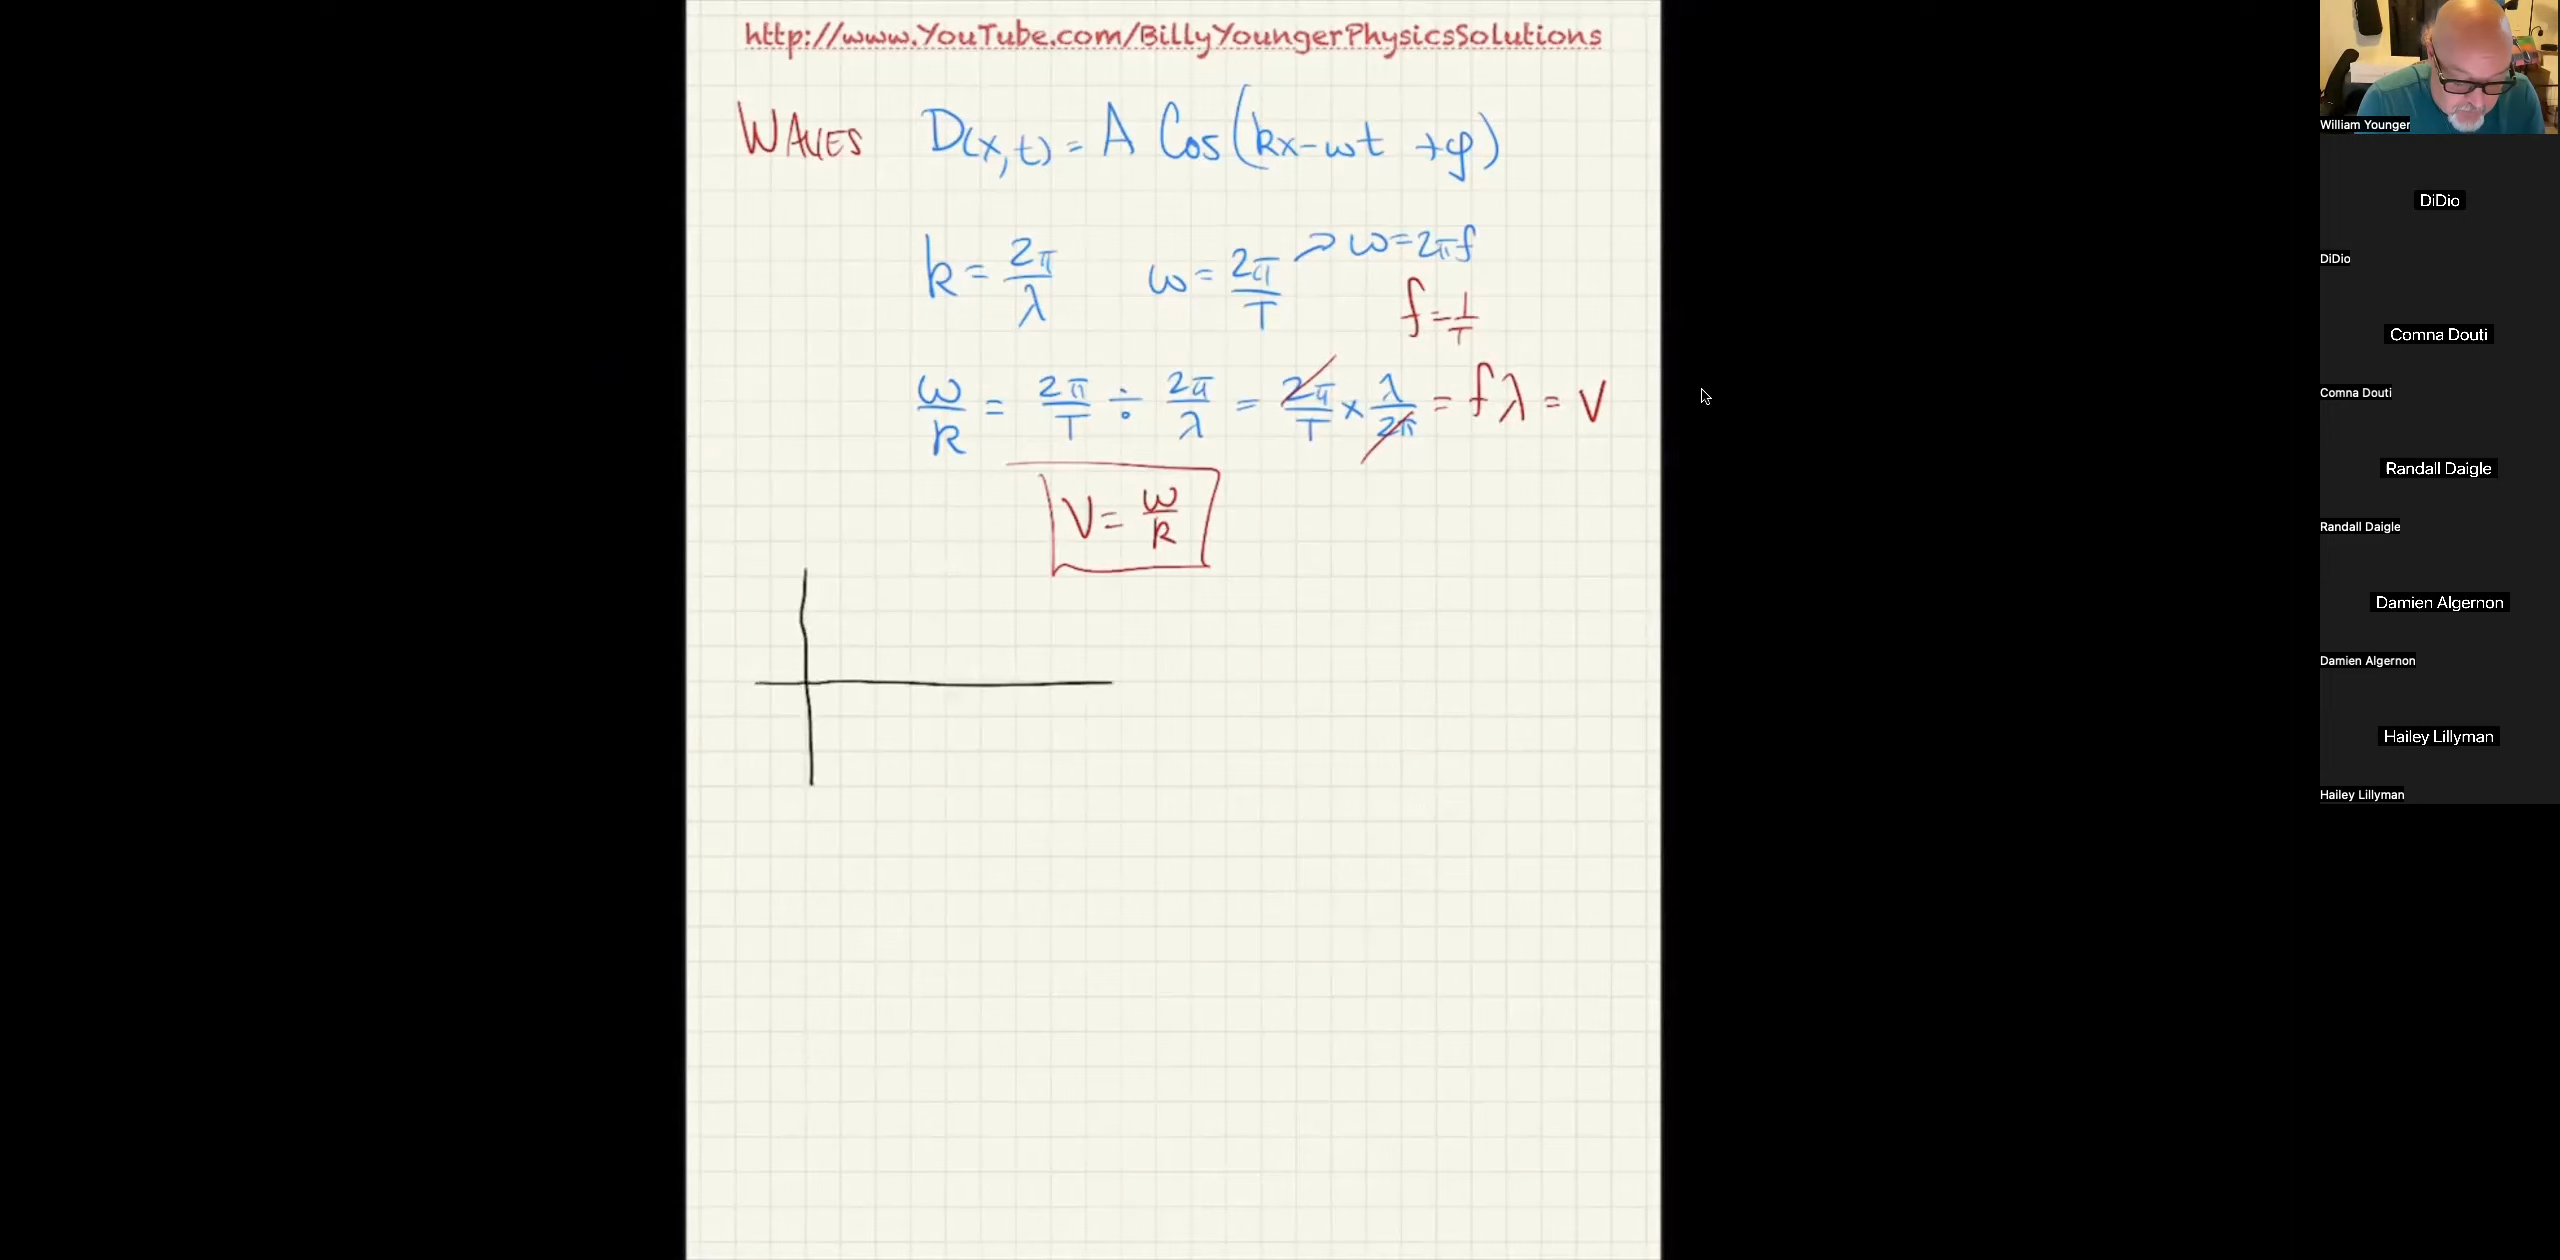 http://www.YouTube.com/BillyYoungerPhysicsSolutions
WAVES D(x,t) = A Cos(kx-ωt +φ)
k = 2π/λ ω = 2π/T → ω=2πf
f = 1/T
ω/k = 2π/T ÷ 2π/λ = 2π/T × λ/2π = fλ = V
V = ω/k
William Younger
DiDio
DiDio
Comna Douti
Comna Douti
Randall Daigle
Randall Daigle
Damien Algernon
Damien Algernon
Hailey Lillyman
Hailey Lillyman